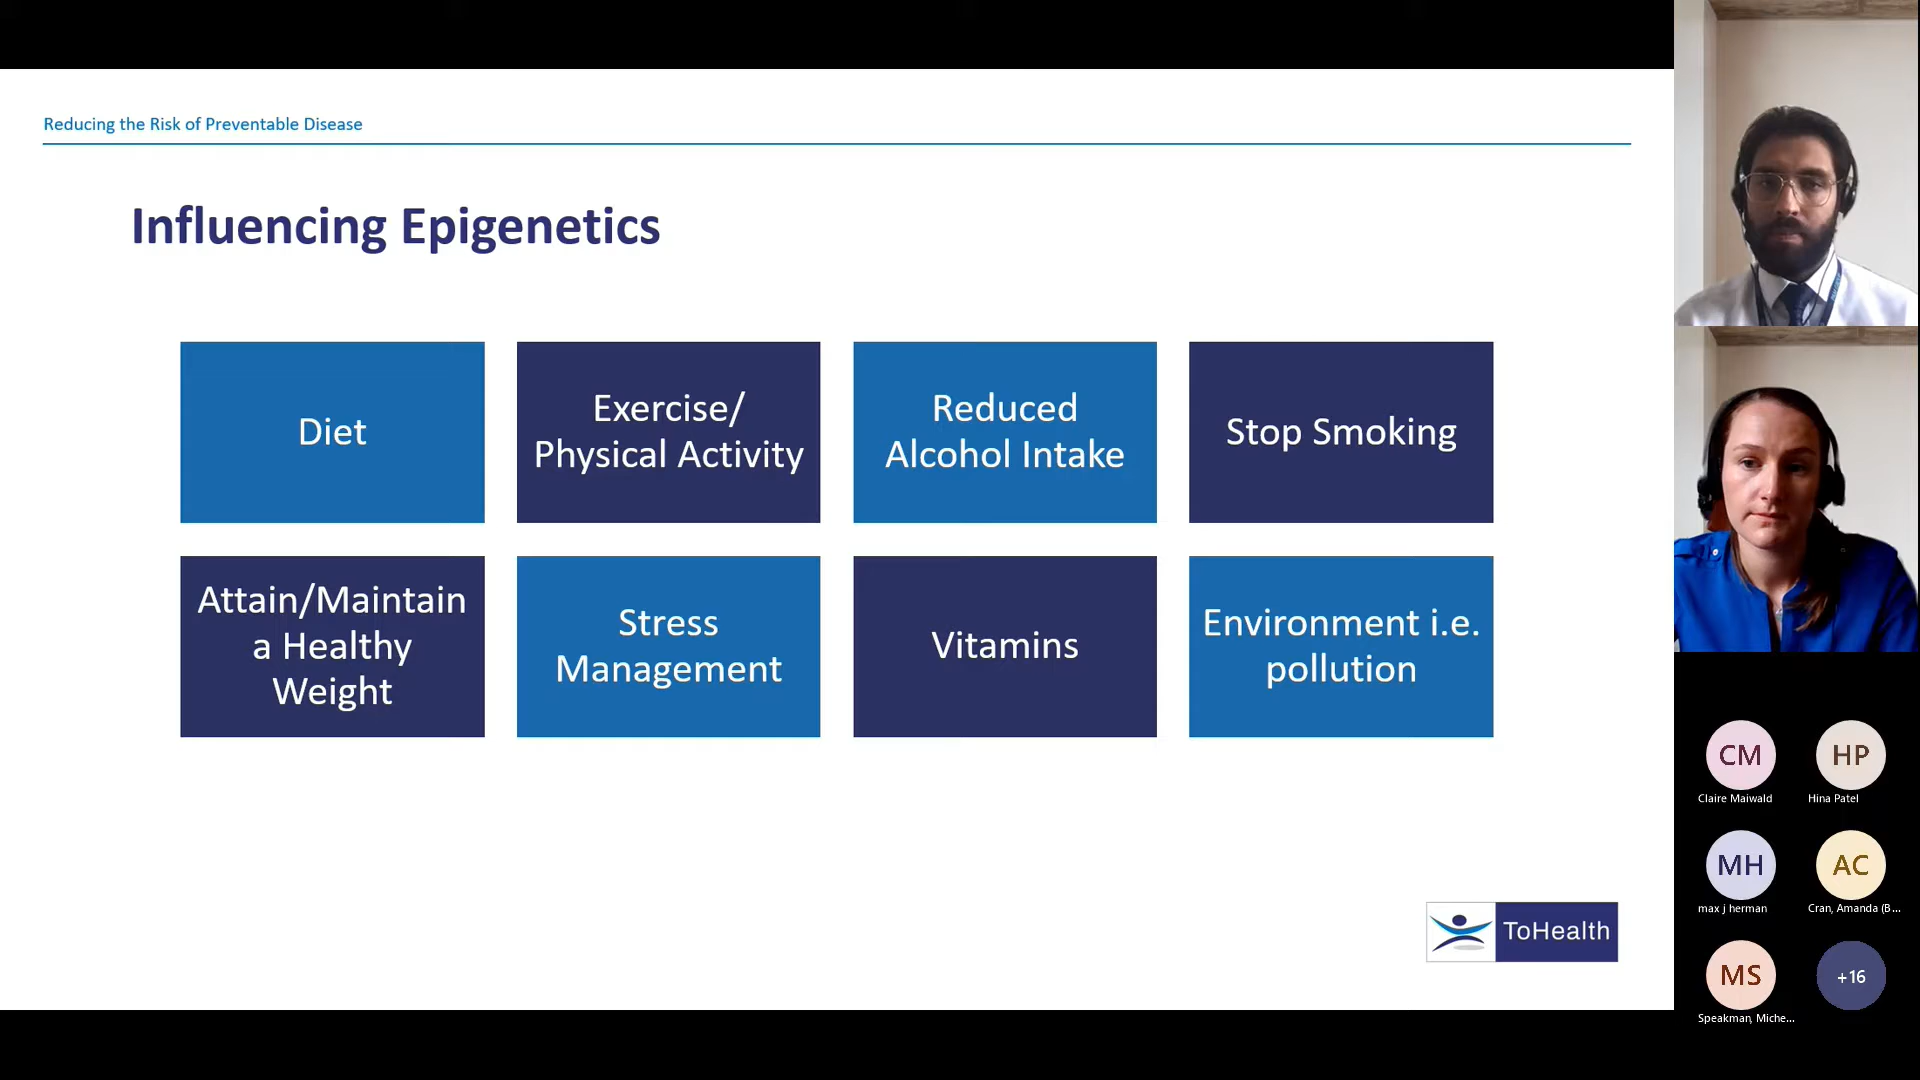 Reducing the Risk of Preventable Disease
Influencing Epigenetics
Diet
Exercise/
Physical Activity
Reduced
Alcohol Intake
Stop Smoking
Attain/Maintain
a Healthy
Weight
Stress
Management
Vitamins
Environment i.e.
pollution
ToHealth
CM
Claire Maiwald
HP
Hina Patel
MH
max j herman
AC
Cran, Amanda (B...
MS
Speakman, Miche...
+16